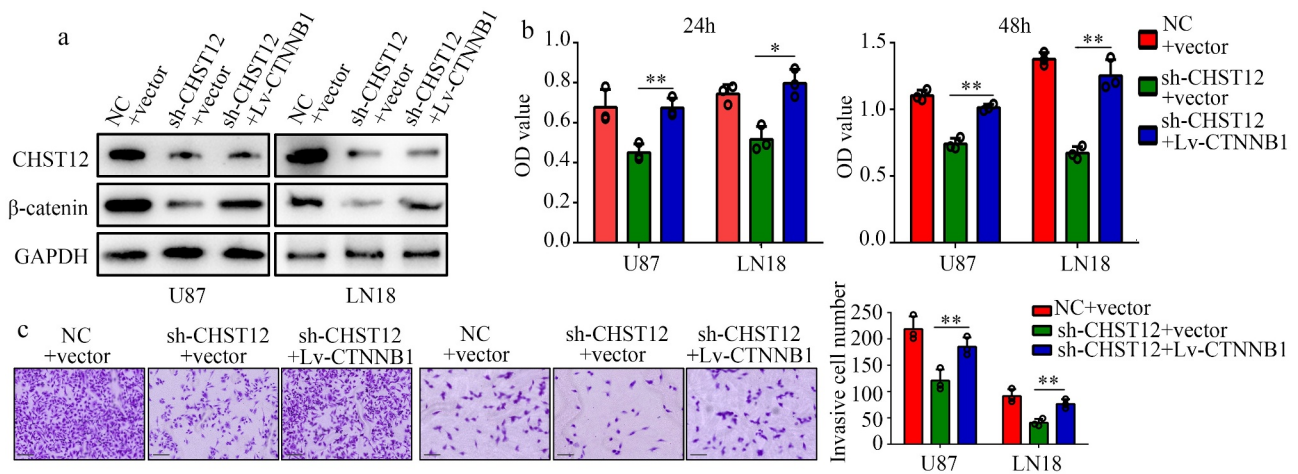 a
NC
+vector
sh-CHST12
+vector
sh-CHST12
+Lv-CTNNB1
NC
+vector
sh-CHST12
+vector
sh-CHST12
+Lv-CTNNB1
CHST12
β-catenin
GAPDH
U87
LN18
b
24h
OD value
1.0
0.8
0.6
0.4
0.2
0.0
**
*
U87
LN18
48h
OD value
1.5
1.0
0.5
0.0
**
**
U87
LN18
NC
+vector
sh-CHST12
+vector
sh-CHST12
+Lv-CTNNB1
c
NC
+vector
sh-CHST12
+vector
sh-CHST12
+Lv-CTNNB1
NC
+vector
sh-CHST12
+vector
sh-CHST12
+Lv-CTNNB1
Invasive cell number
250
200
150
100
50
0
**
**
U87
LN18
NC+vector
sh-CHST12+vector
sh-CHST12+Lv-CTNNB1